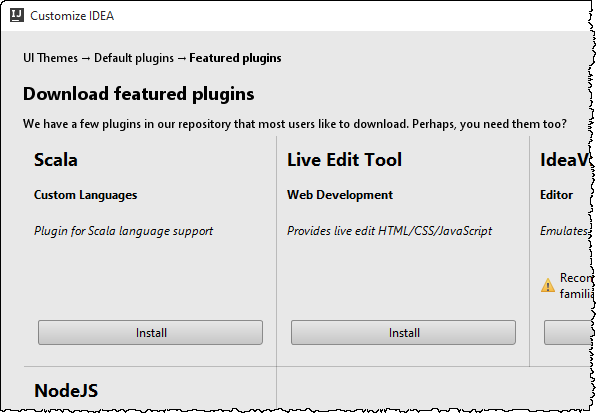 IJ
Customize IDEA
UI Themes → Default plugins → Featured plugins
Download featured plugins
We have a few plugins in our repository that most users like to download. Perhaps, you need them too?
Scala
Custom Languages
Plugin for Scala language support
Install
Live Edit Tool
Web Development
Provides live edit HTML/CSS/JavaScript
Install
IdeaV
Editor
Emulates
Recom
familia
NodeJS